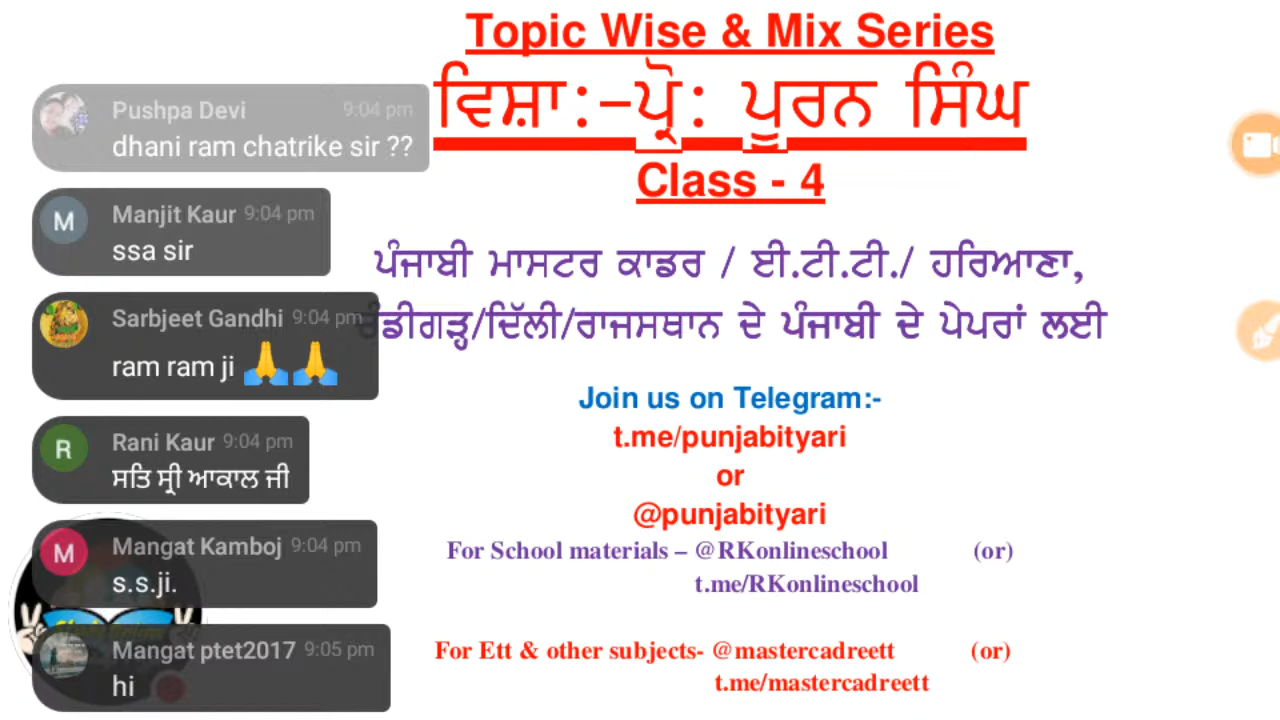 Topic Wise & Mix Series
ਵਿਸ਼ਾ:-ਪ੍ਰੋ: ਪੂਰਨ ਸਿੰਘ
Class - 4
ਪੰਜਾਬੀ ਮਾਸਟਰ ਕਾਡਰ / ਈ.ਟੀ.ਟੀ./ ਹਰਿਆਣਾ,
ਚੰਡੀਗੜ੍ਹ/ਦਿੱਲੀ/ਰਾਜਸਥਾਨ ਦੇ ਪੰਜਾਬੀ ਦੇ ਪੇਪਰਾਂ ਲਈ
Join us on Telegram:-
t.me/punjabityari
or
@punjabityari
For School materials – @RKonlineschool (or)
t.me/RKonlineschool
For Ett & other subjects- @mastercadreett (or)
t.me/mastercadreett
Pushpa Devi 9:04 pm
dhani ram chatrike sir ??
M
Manjit Kaur 9:04 pm
ssa sir
Sarbjeet Gandhi 9:04 pm
ram ram ji 🙏🙏
R
Rani Kaur 9:04 pm
ਸਤਿ ਸ੍ਰੀ ਆਕਾਲ ਜੀ
M
Mangat Kamboj 9:04 pm
s.s.ji.
Mangat ptet2017 9:05 pm
hi